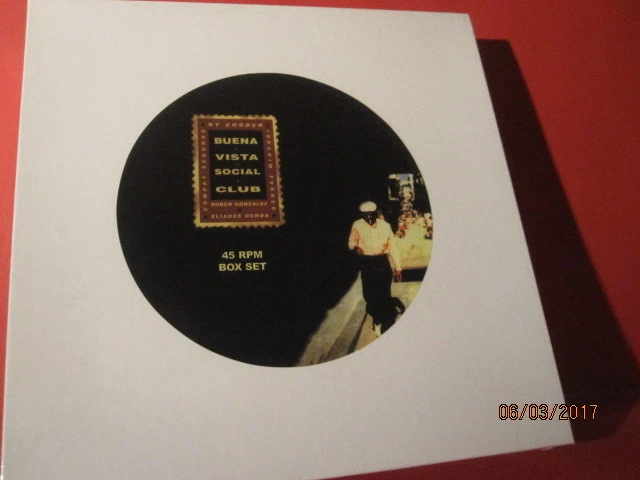 RY COODER
BUENA
VISTA
SOCIAL
CLUB
RUBEN GONZALEZ
ELIADES OCHOA
45 RPM
BOX SET
06/03/2017